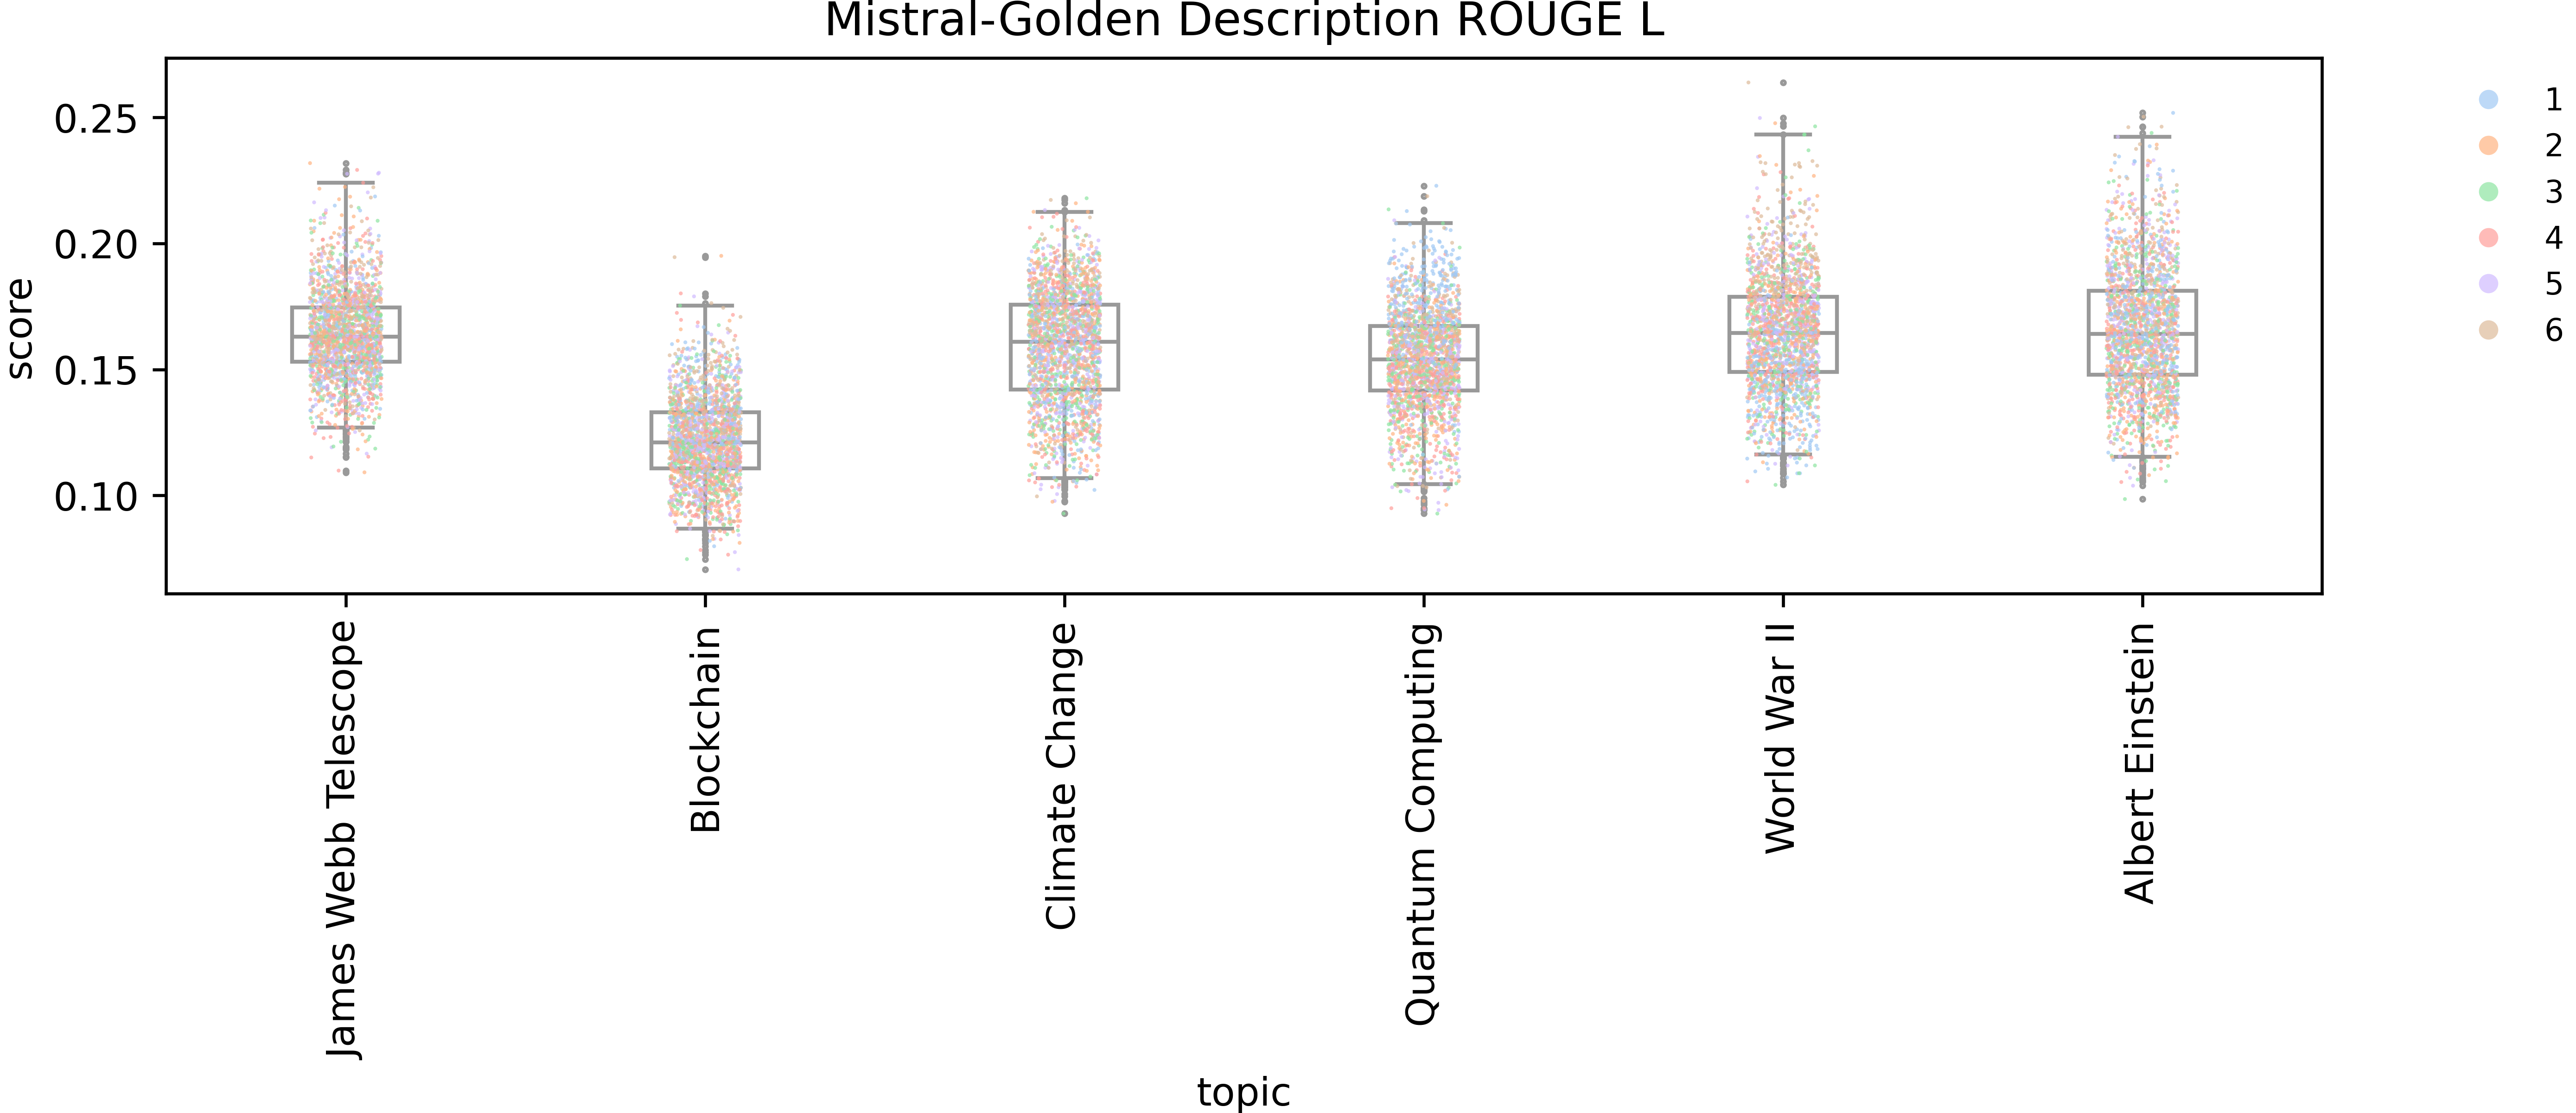 Mistral-Golden Description ROUGE L
score
0.25
0.20
0.15
0.10
1
2
3
4
5
6
James Webb Telescope
Blockchain
Climate Change
Quantum Computing
World War II
Albert Einstein
topic